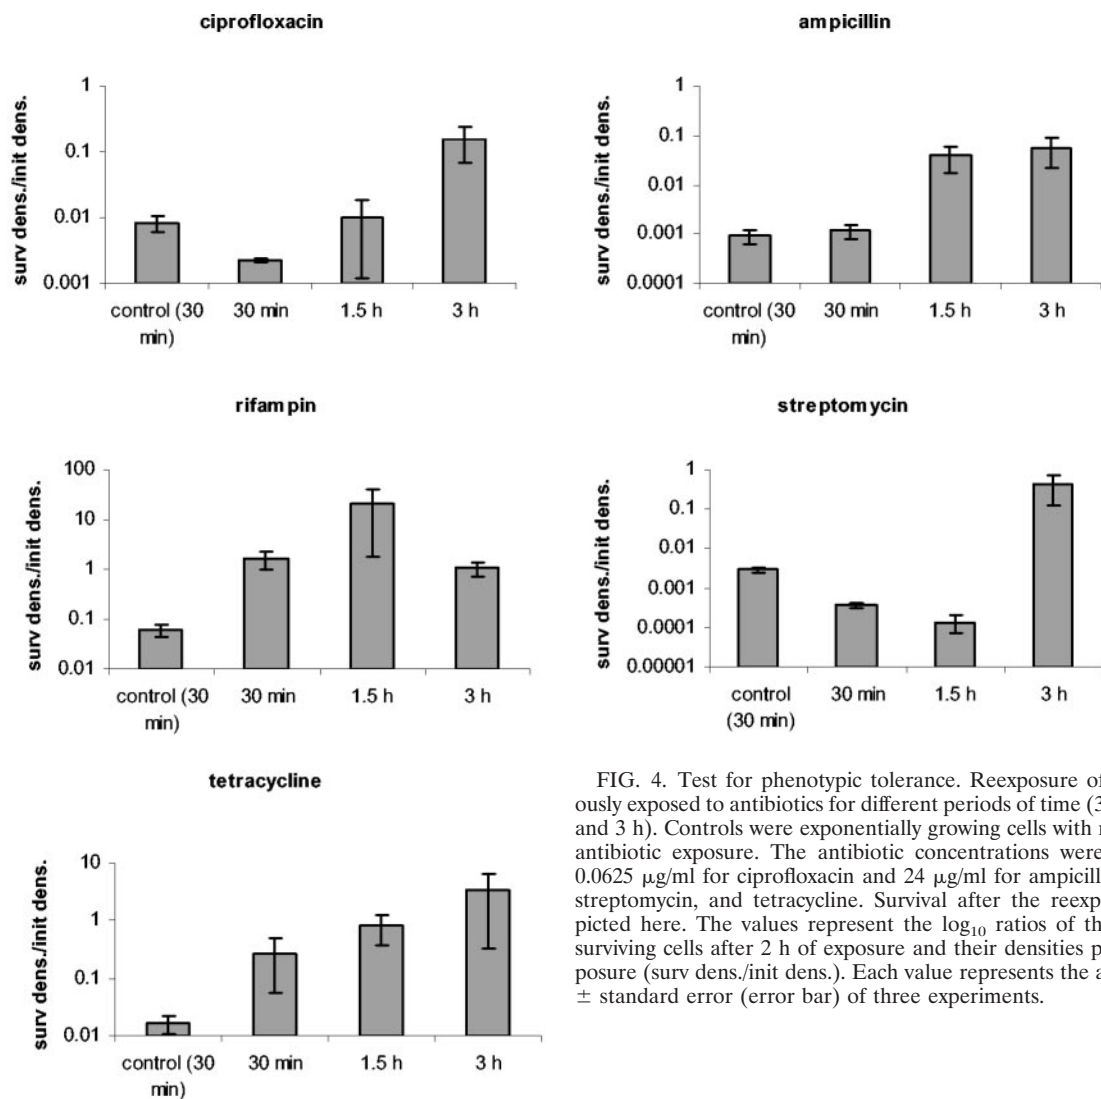 ciprofloxacin
surv dens./init dens.
1
0.1
0.01
0.001
control (30 min)
30 min
1.5 h
3 h
ampicillin
surv dens./init dens.
1
0.1
0.01
0.001
0.0001
control (30 min)
30 min
1.5 h
3 h
rifampin
surv dens./init dens.
100
10
1
0.1
0.01
control (30 min)
30 min
1.5 h
3 h
streptomycin
surv dens./init dens.
1
0.1
0.01
0.001
0.0001
0.00001
control (30 min)
30 min
1.5 h
3 h
tetracycline
surv dens./init dens.
10
1
0.1
0.01
control (30 min)
30 min
1.5 h
3 h
FIG. 4. Test for phenotypic tolerance. Reexposure of
ously exposed to antibiotics for different periods of time (3
and 3 h). Controls were exponentially growing cells with
antibiotic exposure. The antibiotic concentrations were
0.0625 μg/ml for ciprofloxacin and 24 μg/ml for ampicill
streptomycin, and tetracycline. Survival after the reexp
picted here. The values represent the log₁₀ ratios of th
surviving cells after 2 h of exposure and their densities p
posure (surv dens./init dens.). Each value represents the a
± standard error (error bar) of three experiments.